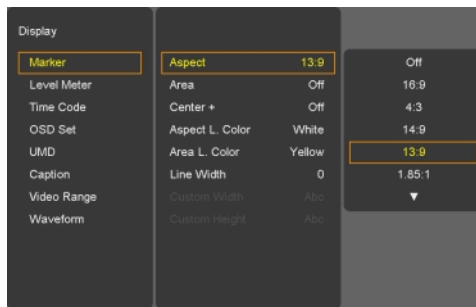 Display
Marker
Level Meter
Time Code
OSD Set
UMD
Caption
Video Range
Waveform
Aspect 13:9
Area Off
Center + Off
Aspect L. Color White
Area L. Color Yellow
Line Width 0
Custom Width Abc
Custom Height Abc
Off
16:9
4:3
14:9
13:9
1.85:1
▼